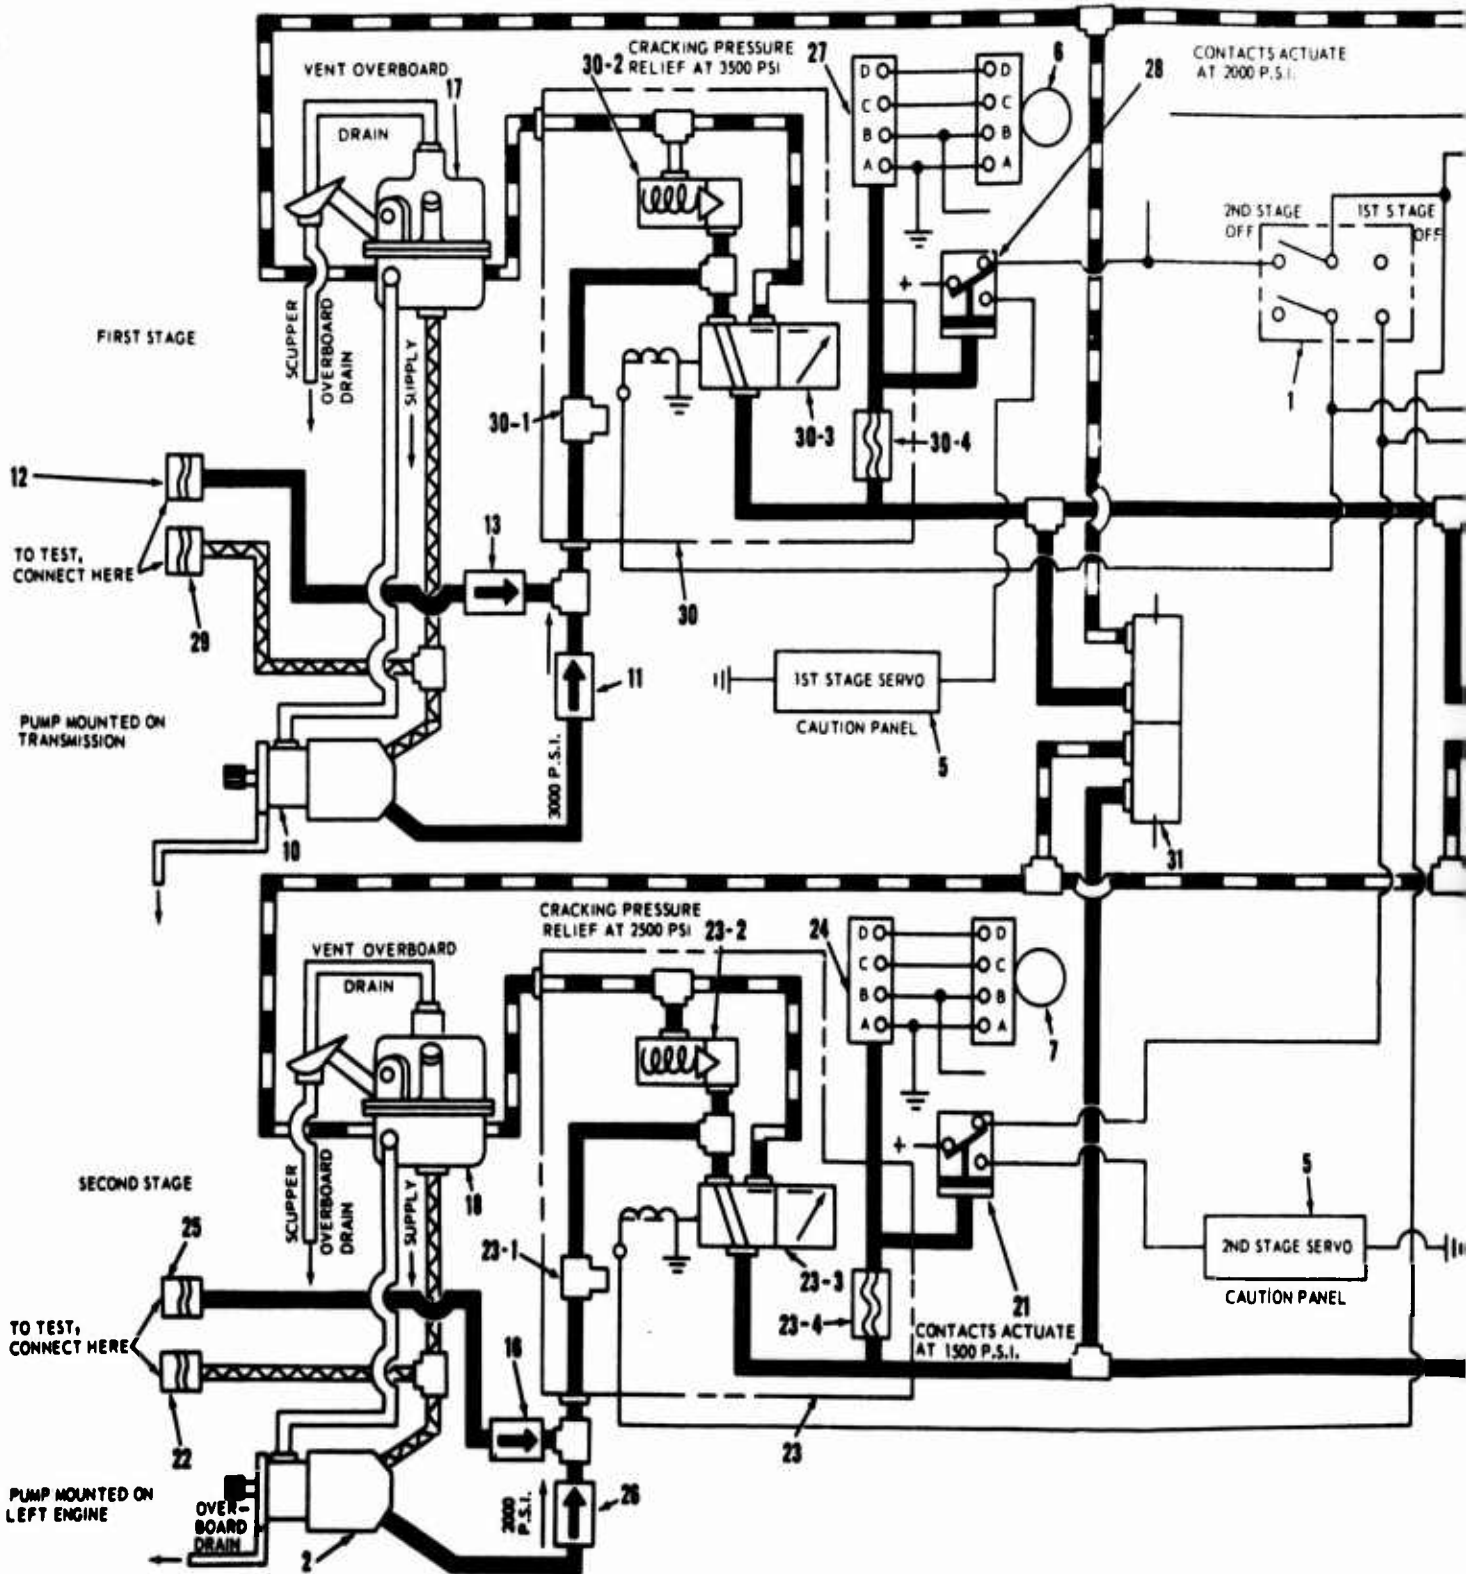 CRACKING PRESSURE
RELIEF AT 3500 PSI
30-2
27
6
28
CONTACTS ACTUATE
AT 2000 P.S.I.
VENT OVERBOARD
17
DRAIN
D
C
B
A
D
C
B
A
+
2ND STAGE
OFF
1ST STAGE
OFF
1
FIRST STAGE
SCUPPER
OVERBOARD
DRAIN
SUPPLY
30-1
30-3
30-4
12
TO TEST,
CONNECT HERE
29
13
30
11
3000 P.S.I.
1ST STAGE SERVO
CAUTION PANEL
5
PUMP MOUNTED ON
TRANSMISSION
10
31
CRACKING PRESSURE
RELIEF AT 2500 PSI
23-2
24
VENT OVERBOARD
DRAIN
D
C
B
A
D
C
B
A
7
+
SECOND STAGE
SCUPPER
OVERBOARD
DRAIN
SUPPLY
18
25
23-1
23-3
23-4
21
CONTACTS ACTUATE
AT 1500 P.S.I.
5
2ND STAGE SERVO
CAUTION PANEL
TO TEST,
CONNECT HERE
22
16
23
26
2000
P.S.I.
PUMP MOUNTED ON
LEFT ENGINE
OVER-
BOARD
DRAIN
2